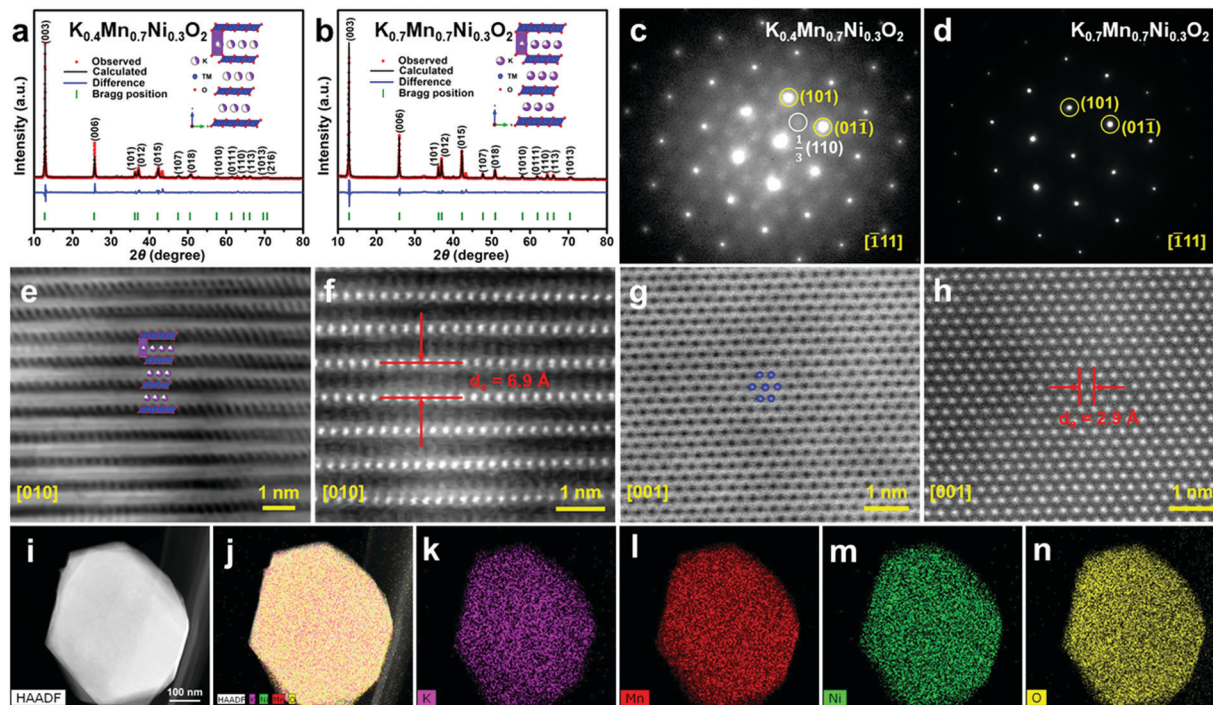 a
K0.4Mn0.7Ni0.3O2
(003)
Observed
Calculated
Difference
Bragg position
K
TM
O
(006)
(101)
(012)
(015)
(107)
(018)
(1010)
(0111)
(110)
(113)
(1013)
(216)
Intensity (a.u.)
10 20 30 40 50 60 70 80
2θ (degree)
b
K0.7Mn0.7Ni0.3O2
(003)
Observed
Calculated
Difference
Bragg position
K
TM
O
(006)
(101)
(012)
(015)
(107)
(018)
(1010)
(0111)
(110)
(113)
(1013)
Intensity (a.u.)
10 20 30 40 50 60 70 80
2θ (degree)
c
K0.4Mn0.7Ni0.3O2
(101)
(011̅)
1/3 (110)
[1̅11]
d
K0.7Mn0.7Ni0.3O2
(101)
(011̅)
[1̅11]
e
[010]
1 nm
f
dc = 6.9 Å
[010]
1 nm
g
[001]
1 nm
h
da = 2.9 Å
[001]
1 nm
i
HAADF
100 nm
j
HAADF K Ni Mn O
k
K
l
Mn
m
Ni
n
O